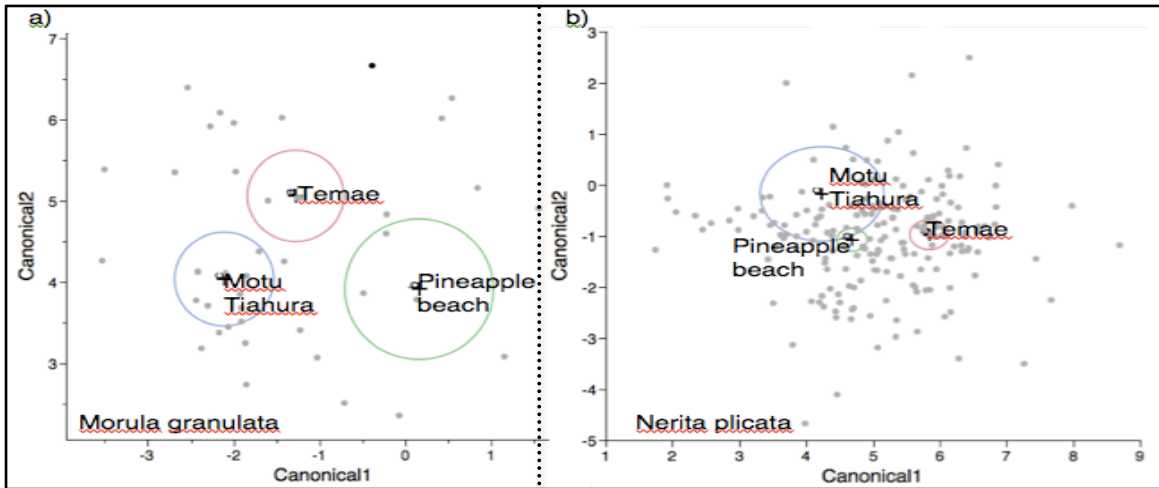 a)
7
6
5
4
3
Canonical2
Temae
Motu
Tiahura
Pineapple
beach
Morula granulata
-3
-2
-1
0
1
Canonical1
b)
3
2
1
0
-1
-2
-3
-4
-5
Canonical2
Motu
Tiahura
Pineapple
beach
Temae
Nerita plicata
1
2
3
4
5
6
7
8
9
Canonical1